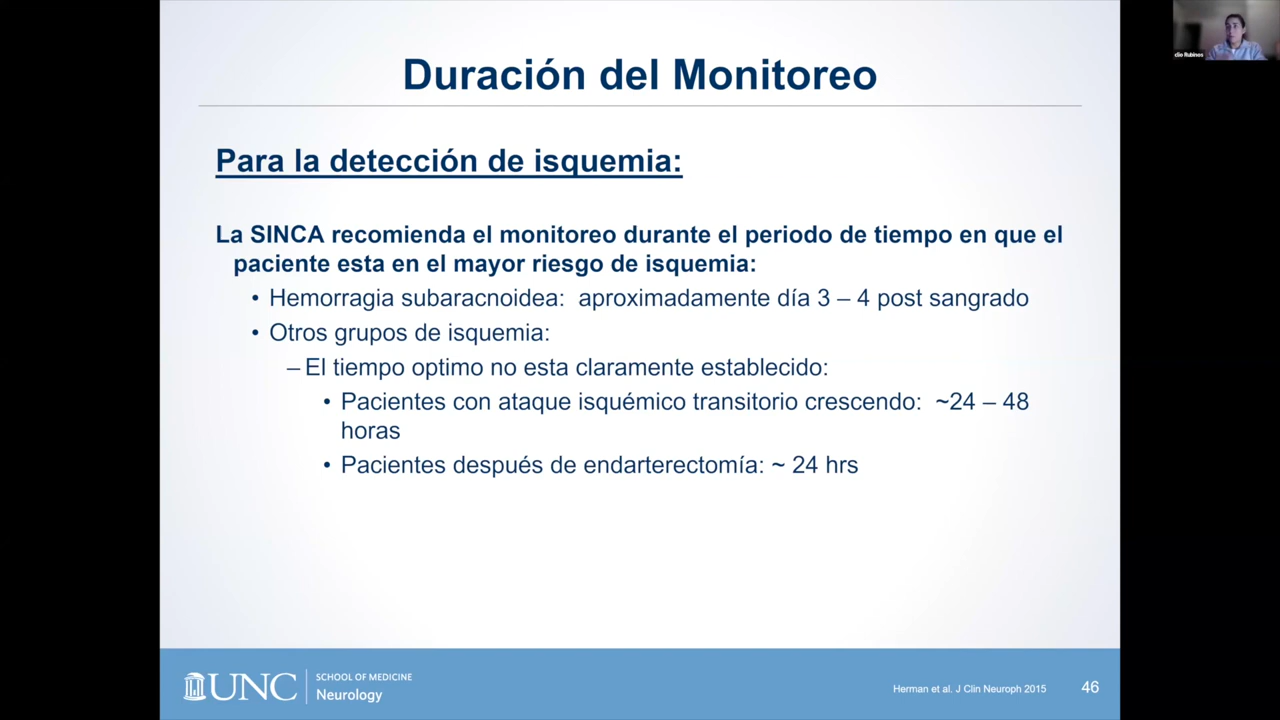 Duración del Monitoreo
Para la detección de isquemia:
La SINCA recomienda el monitoreo durante el periodo de tiempo en que el
paciente esta en el mayor riesgo de isquemia:
• Hemorragia subaracnoidea: aproximadamente día 3 – 4 post sangrado
• Otros grupos de isquemia:
– El tiempo optimo no esta claramente establecido:
• Pacientes con ataque isquémico transitorio crescendo: ~24 – 48
horas
• Pacientes después de endarterectomía: ~ 24 hrs
UNC
SCHOOL OF MEDICINE
Neurology
Herman et al. J Clin Neuroph 2015
46
clio Rubinos